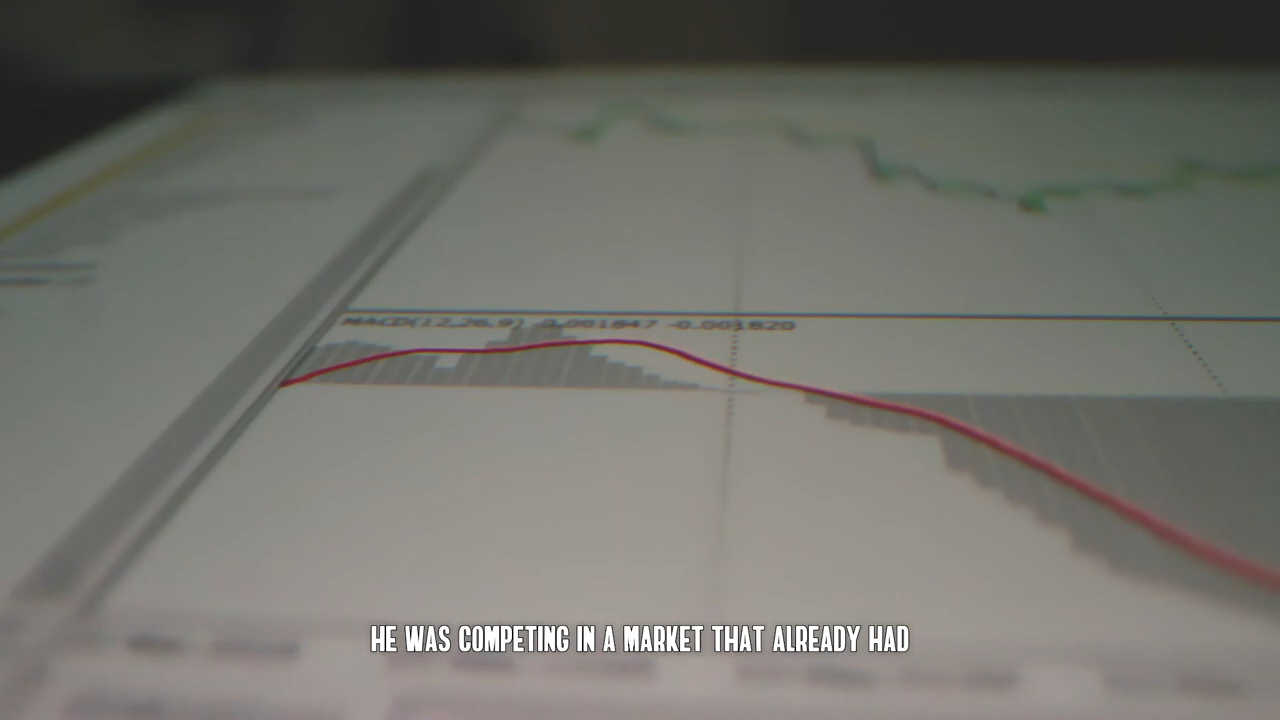 MACD(12,26,9) -0.001847 -0.001820
HE WAS COMPETING IN A MARKET THAT ALREADY HAD